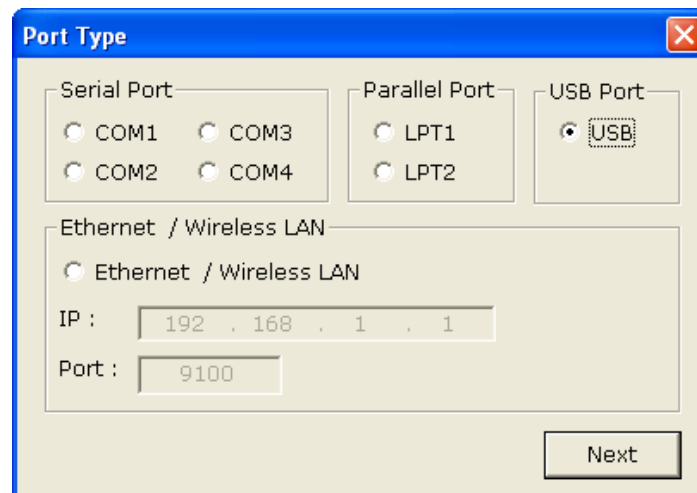 Port Type
Serial Port
COM1 COM3
COM2 COM4
Parallel Port
LPT1
LPT2
USB Port
USB
Ethernet / Wireless LAN
Ethernet / Wireless LAN
IP : 192 . 168 . 1 . 1
Port : 9100
Next